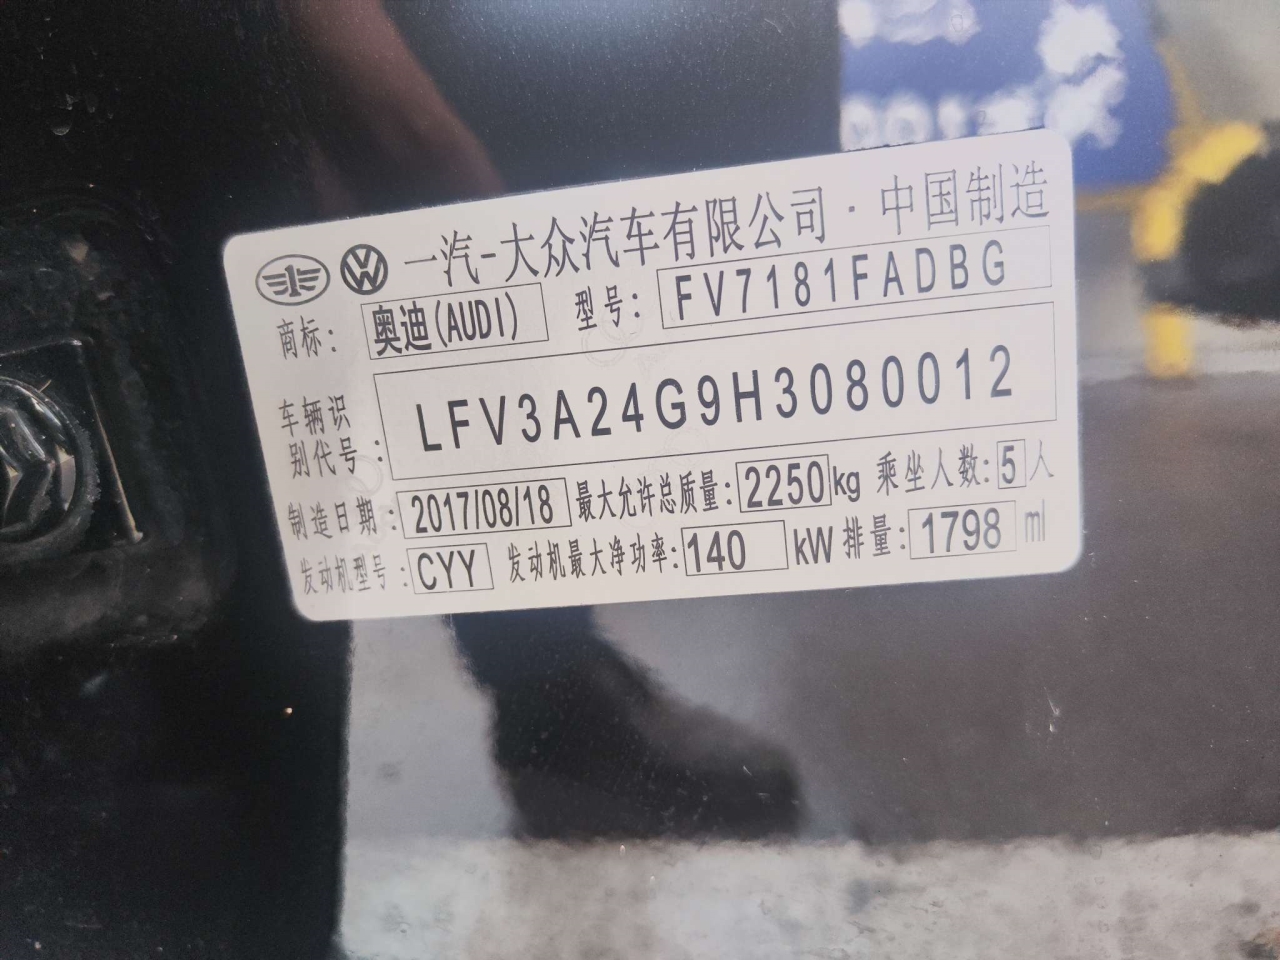 一汽-大众汽车有限公司·中国制造
商标: 奥迪(AUDI) 型号: FV7181FADBG
车辆识别代号: LFV3A24G9H3080012
制造日期: 2017/08/18 最大允许总质量: 2250kg 乘坐人数: 5人
发动机型号: CYY 发动机最大净功率: 140 kW 排量: 1798 ml